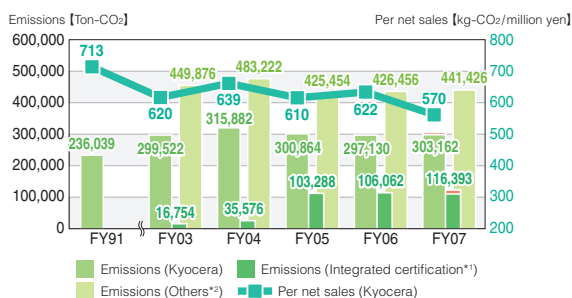 Emissions【Ton-CO2】 Per net sales【kg-CO2/million yen】
600,000 800
713 449,876 483,222 425,454 426,456 441,426
500,000 700
620 639 610 622 570
400,000 600
315,882
300,000 500
236,039 299,522 300,864 297,130 303,162
200,000 400
103,288 106,062 116,393
100,000 300
16,754 35,576
0 200
FY91 FY03 FY04 FY05 FY06 FY07
Emissions (Kyocera) Emissions (Integrated certification*1)
Emissions (Others*2) Per net sales (Kyocera)